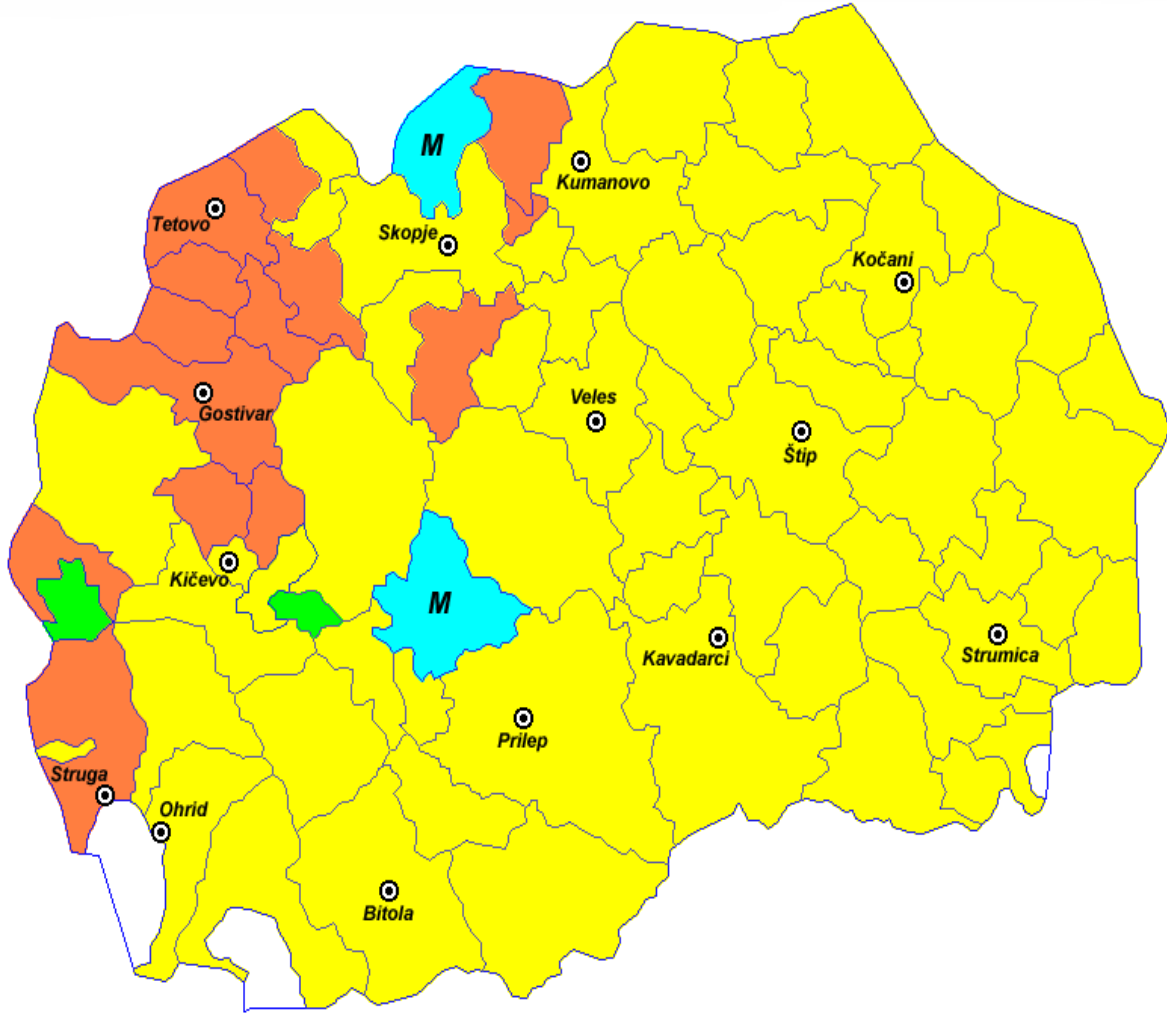 M
Kumanovo
Tetovo
Skopje
Kočani
Gostivar
Veles
Štip
Kičevo
M
Kavadarci
Strumica
Prilep
Struga
Ohrid
Bitola